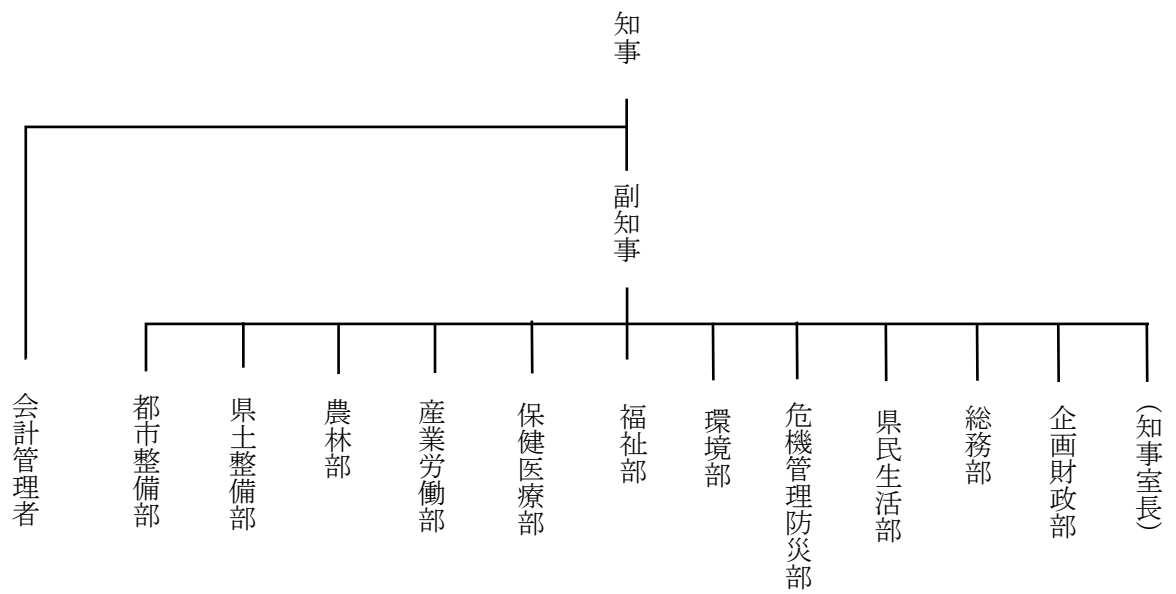 知事
副知事
(知事室長)
企画財政部
総務部
県民生活部
危機管理防災部
環境部
福祉部
保健医療部
産業労働部
農林部
県土整備部
都市整備部
会計管理者